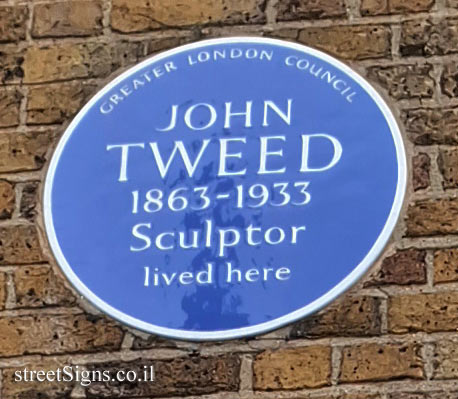 GREATER LONDON COUNCIL
JOHN
TWEED
1863-1933
Sculptor
lived here
streetSigns.co.il